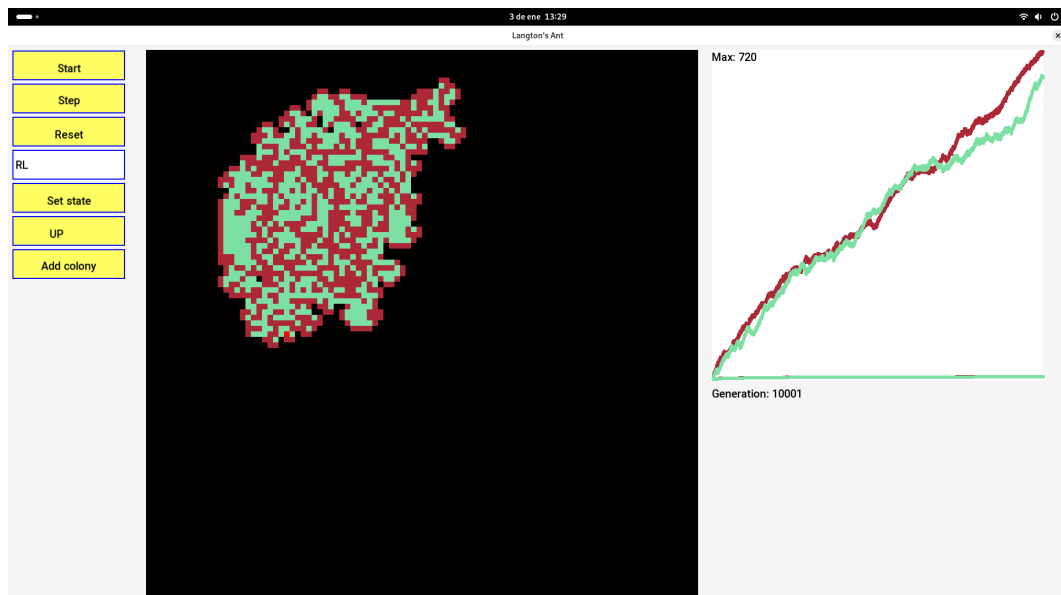 3 de ene 13:29
Langton's Ant
Start
Step
Reset
RL
Set state
UP
Add colony
Max: 720
Generation: 10001